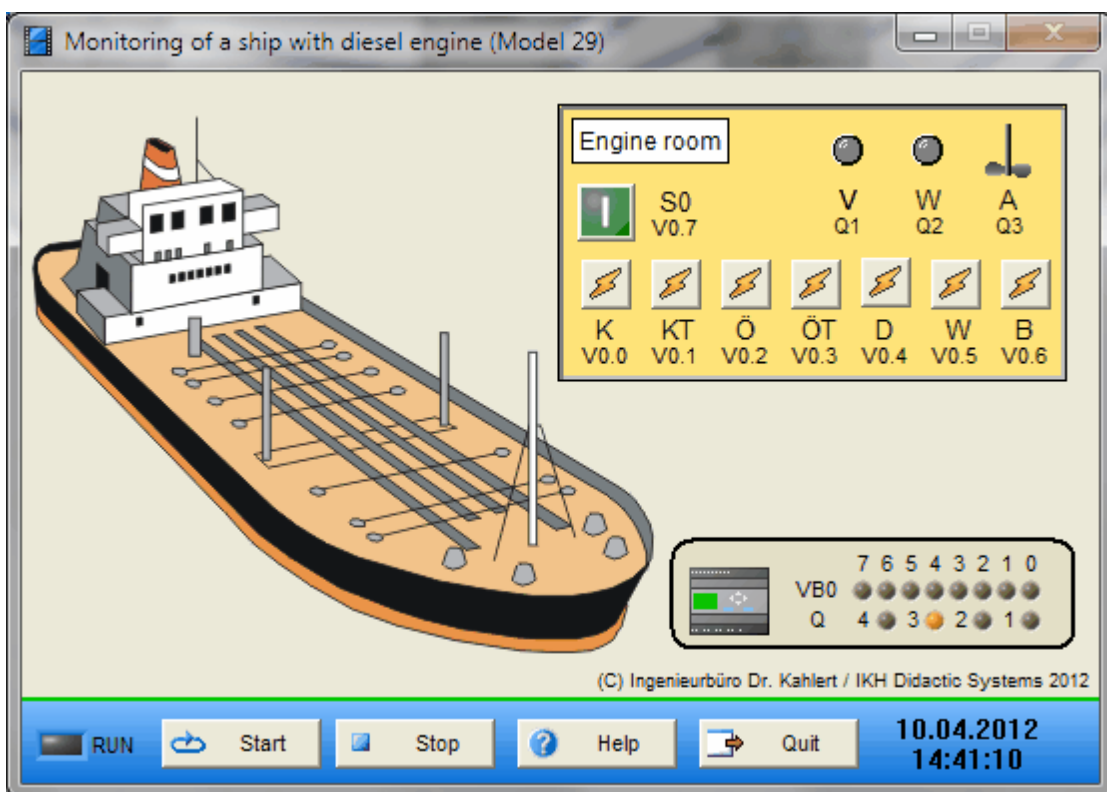 Monitoring of a ship with diesel engine (Model 29)
Engine room
S0
V0.7
V W A
Q1 Q2 Q3
K KT Ö ÖT D W B
V0.0 V0.1 V0.2 V0.3 V0.4 V0.5 V0.6
7 6 5 4 3 2 1 0
VB0
Q 4 3 2 1
(C) Ingenieurbüro Dr. Kahlert / IKH Didactic Systems 2012
RUN Start Stop Help Quit
10.04.2012
14:41:10